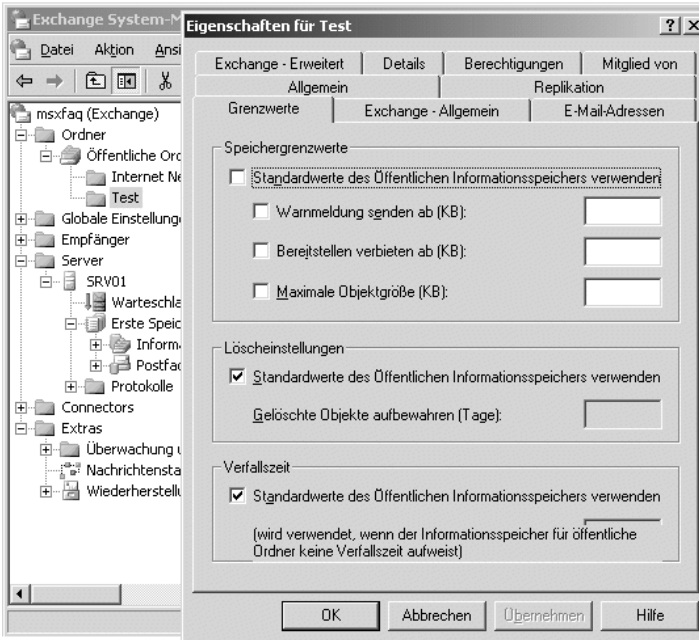 Exchange System-M
Datei Aktion Ansi
msxfaq (Exchange)
Ordner
Öffentliche Ord
Internet Ne
Test
Globale Einstellunge
Empfänger
Server
SRV01
Warteschla
Erste Speic
Informa
Postfac
Protokolle
Connectors
Extras
Überwachung u
Nachrichtensta
Wiederherstellu
Eigenschaften für Test
Exchange - Erweitert Details Berechtigungen Mitglied von
Allgemein Replikation
Grenzwerte Exchange - Allgemein E-Mail-Adressen
Speichergrenzwerte
Standardwerte des Öffentlichen Informationsspeichers verwenden
Warnmeldung senden ab (KB):
Bereitstellen verbieten ab (KB):
Maximale Objektgröße (KB):
Löscheinstellungen
Standardwerte des Öffentlichen Informationsspeichers verwenden
Gelöschte Objekte aufbewahren (Tage):
Verfallszeit
Standardwerte des Öffentlichen Informationsspeichers verwenden
(wird verwendet, wenn der Informationsspeicher für öffentliche
Ordner keine Verfallszeit aufweist)
OK Abbrechen Übernehmen Hilfe